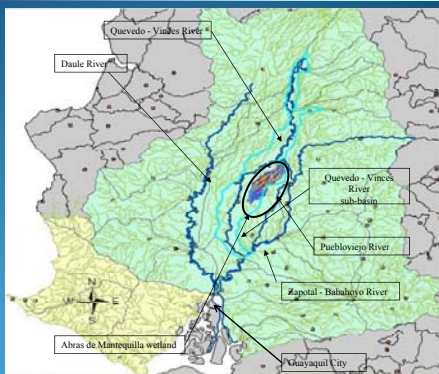 Quevedo - Vinces River
Daule River
Quevedo - Vinces
River
sub-basin
Puebloviejo River
Zapotal - Babahoyo River
N
W
E
S
Abras de Mantequilla wetland
Guayaquil City